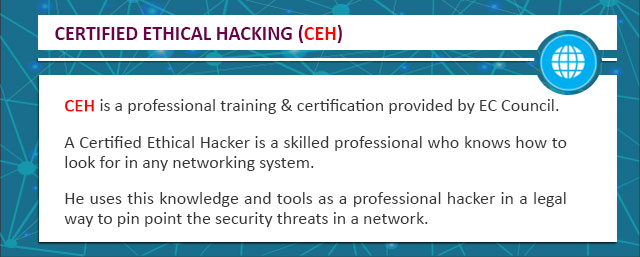 CERTIFIED ETHICAL HACKING (CEH)
CEH is a professional training & certification provided by EC Council.
A Certified Ethical Hacker is a skilled professional who knows how to
look for in any networking system.
He uses this knowledge and tools as a professional hacker in a legal
way to pin point the security threats in a network.